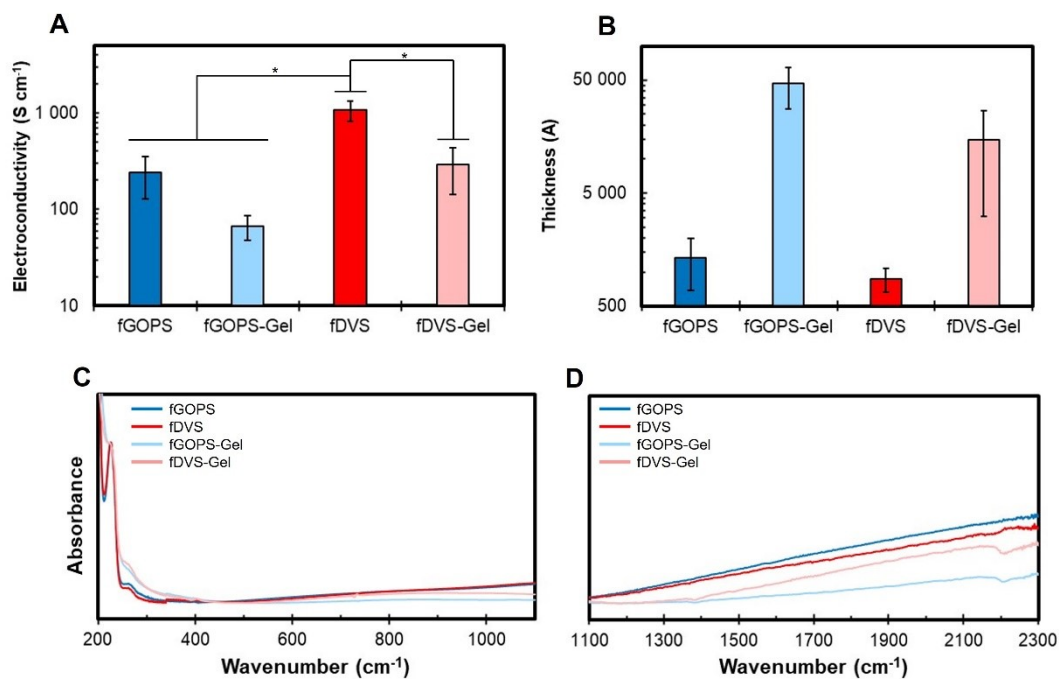 A
Electroconductivity (S cm-1)
1 000
100
10
*
*
fGOPS
fGOPS-Gel
fDVS
fDVS-Gel
B
Thickness (A)
50 000
5 000
500
fGOPS
fGOPS-Gel
fDVS
fDVS-Gel
C
Absorbance
fGOPS
fDVS
fGOPS-Gel
fDVS-Gel
200 400 600 800 1000
Wavenumber (cm-1)
D
fGOPS
fDVS
fGOPS-Gel
fDVS-Gel
1100 1300 1500 1700 1900 2100 2300
Wavenumber (cm-1)